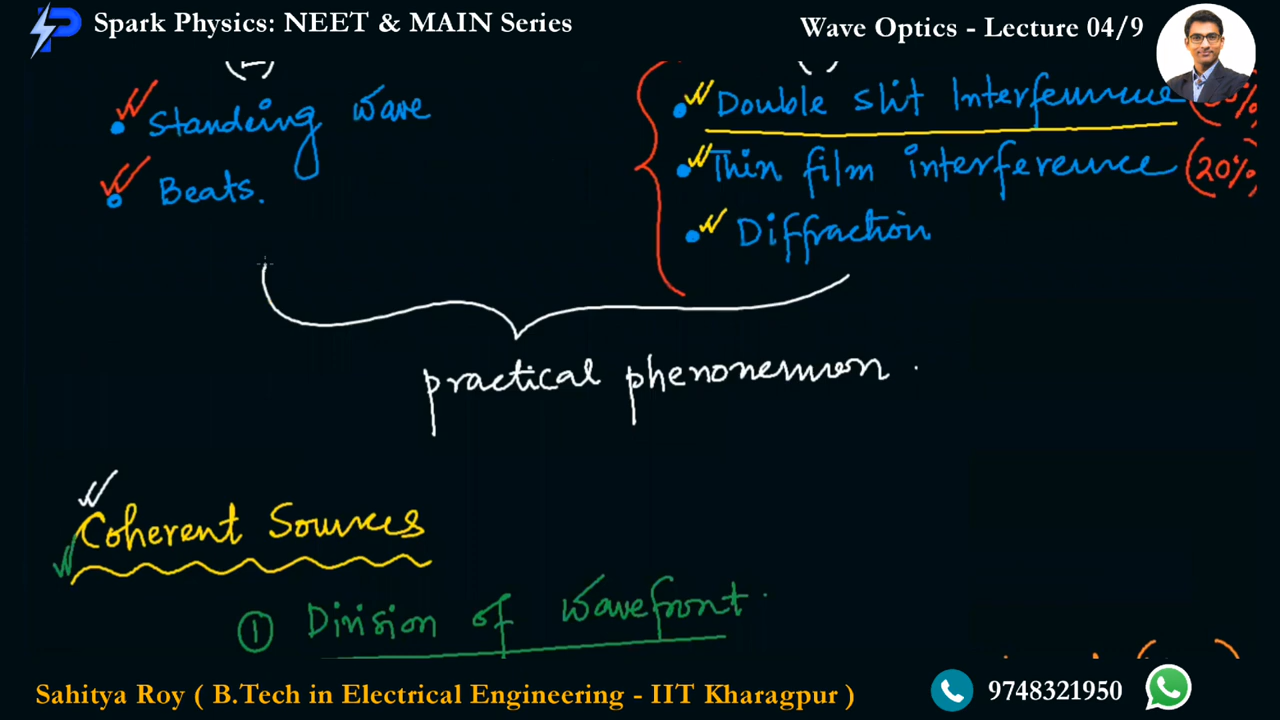 Spark Physics: NEET & MAIN Series
Wave Optics - Lecture 04/9
Standing wave
Beats.
Double slit Interference
Thin film interference (20%)
Diffraction
practical phenonemenon.
Coherent Sources
① Division of wavefront.
Sahitya Roy ( B.Tech in Electrical Engineering - IIT Kharagpur )
9748321950